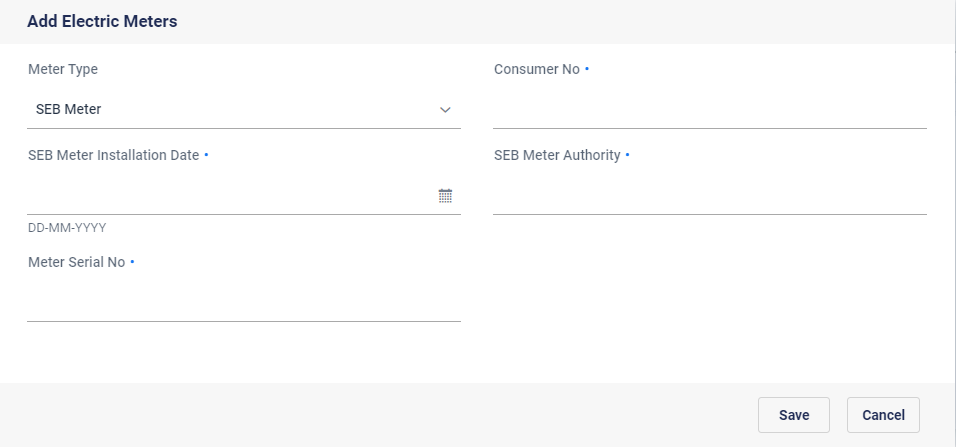 Add Electric Meters
Meter Type
SEB Meter
Consumer No •
SEB Meter Installation Date •
DD-MM-YYYY
SEB Meter Authority •
Meter Serial No •
Save
Cancel